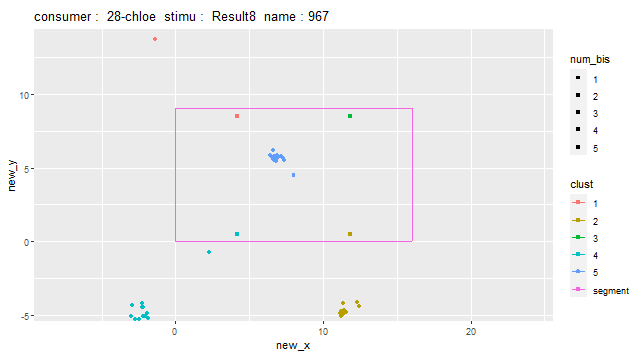 consumer : 28-chloe stimu : Result8 name : 967
new_y
10
5
0
-5
0
10
20
new_x
num_bis
1
2
3
4
5
clust
1
2
3
4
5
segment